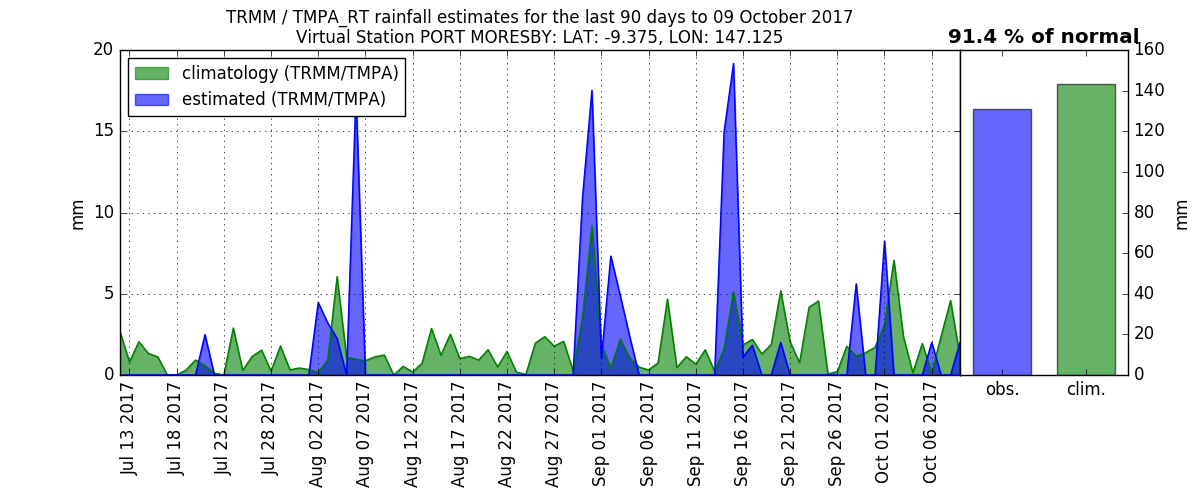 TRMM / TMPA_RT rainfall estimates for the last 90 days to 09 October 2017
Virtual Station PORT MORESBY: LAT: -9.375, LON: 147.125
91.4 % of normal
climatology (TRMM/TMPA)
estimated (TRMM/TMPA)
20
15
10
5
0
mm
160
140
120
100
80
60
40
20
0
mm
Jul 13 2017
Jul 18 2017
Jul 23 2017
Jul 28 2017
Aug 02 2017
Aug 07 2017
Aug 12 2017
Aug 17 2017
Aug 22 2017
Aug 27 2017
Sep 01 2017
Sep 06 2017
Sep 11 2017
Sep 16 2017
Sep 21 2017
Sep 26 2017
Oct 01 2017
Oct 06 2017
obs.
clim.